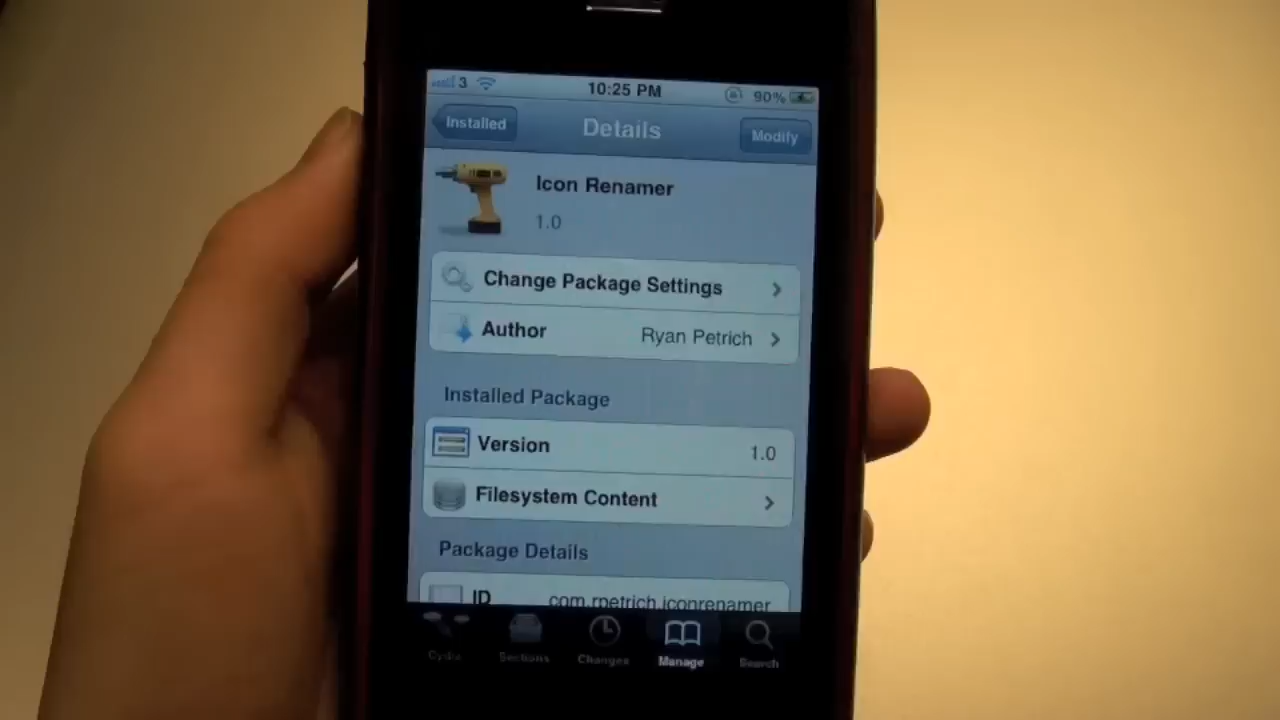 3 10:25 PM 90%
Installed Details Modify
Icon Renamer
1.0
Change Package Settings
Author Ryan Petrich
Installed Package
Version 1.0
Filesystem Content
Package Details
ID com.rpetrich.iconrenamer
Cydia Sections Changes Manage Search